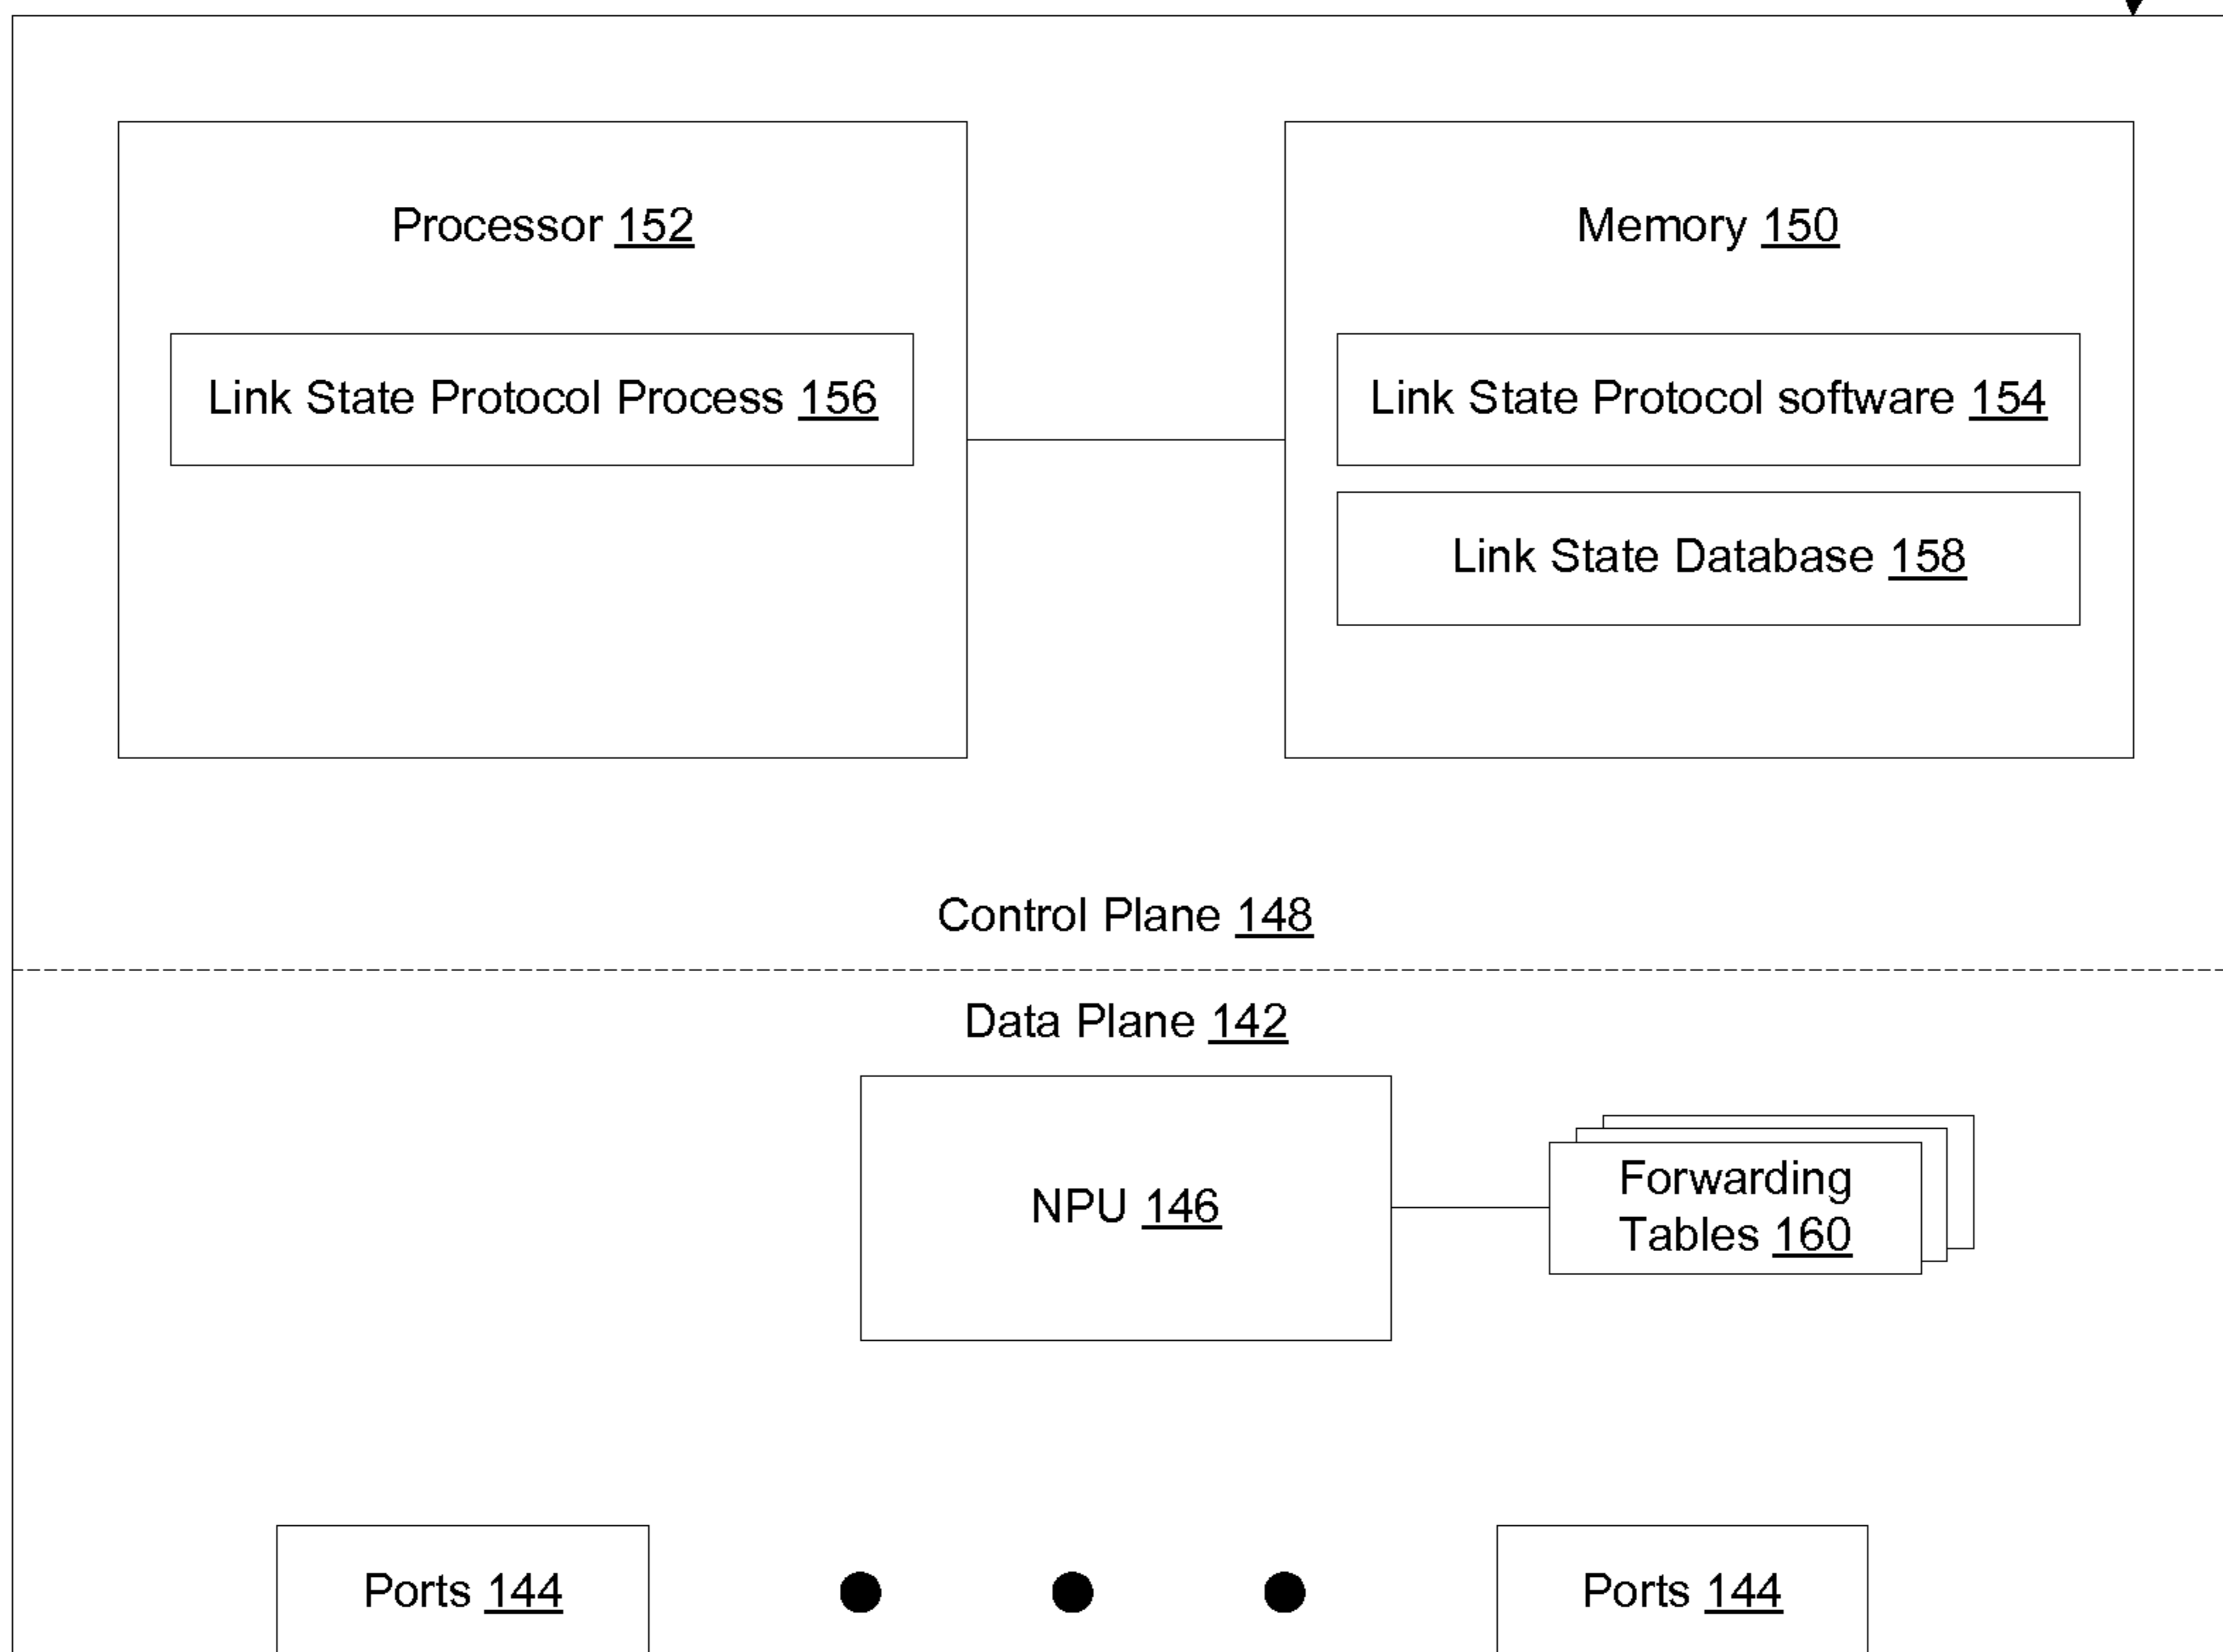 Processor 152
Memory 150
Link State Protocol Process 156
Link State Protocol software 154
Link State Database 158
Control Plane 148
Data Plane 142
NPU 146
Forwarding
Tables 160
Ports 144
Ports 144